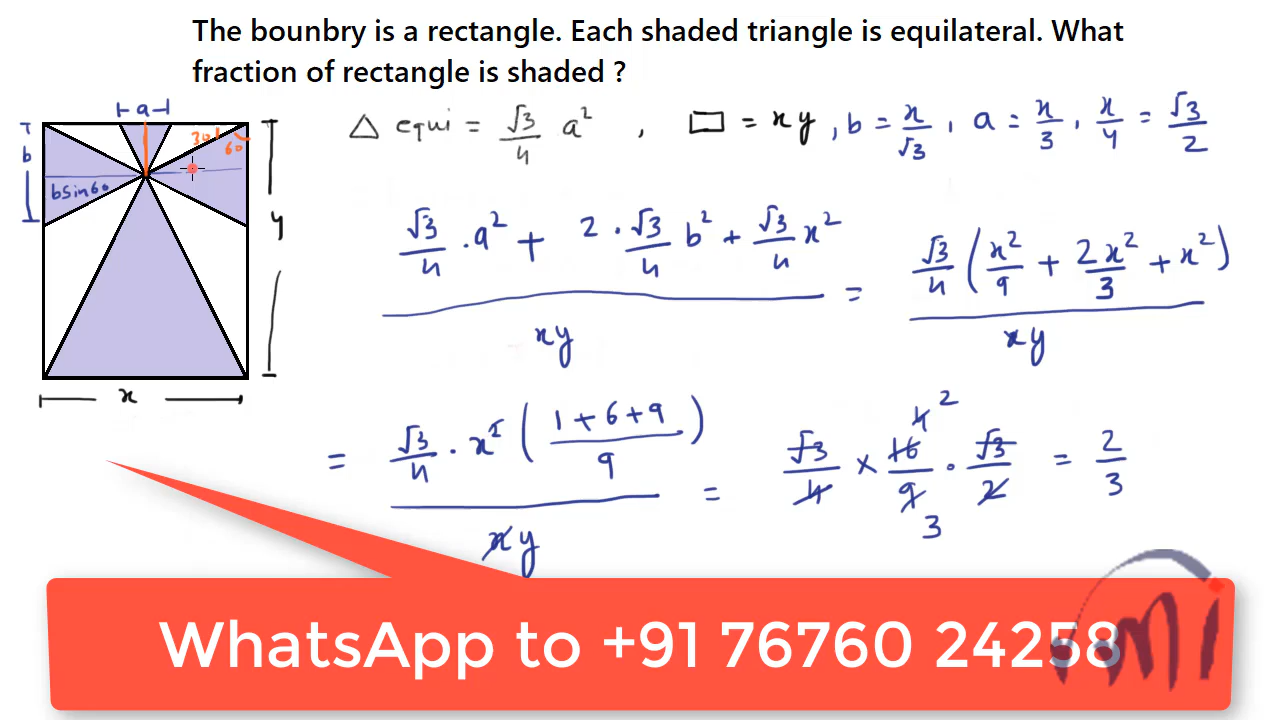 The bounbry is a rectangle. Each shaded triangle is equilateral. What
fraction of rectangle is shaded ?
a
b
30
60
b sin 60
x
y
△ equi = √3/4 a² , ▭ = xy , b = x/√3 , a = x/3 , x/y = √3/2
(√3/4 · a² + 2 · √3/4 b² + √3/4 x²) / xy = √3/4 (x²/9 + 2x²/3 + x²) / xy
= √3/4 · x² ((1 + 6 + 9)/9) / xy = √3/4 × 16/9 · √3/2 = 2/3
4 2
3
WhatsApp to +91 76760 24258